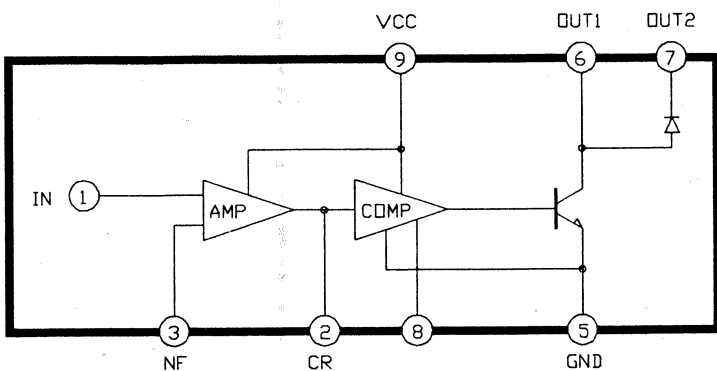 VCC OUT1 OUT2
9 6 7
IN 1 AMP COMP
3 2 8 5
NF CR GND